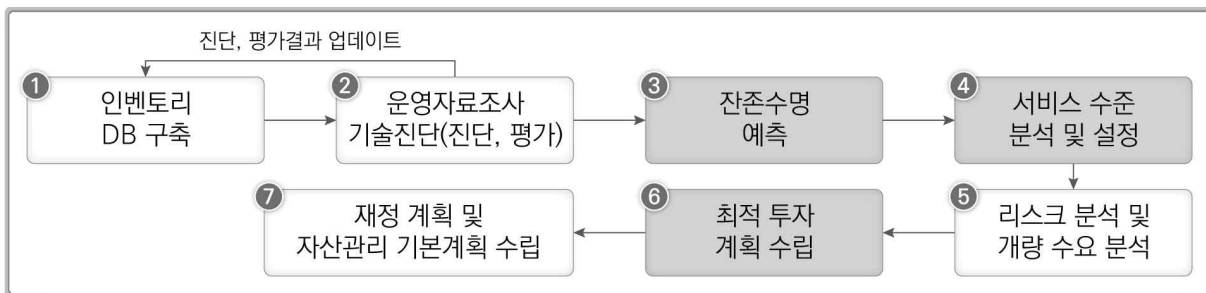 진단, 평가결과 업데이트
1
인벤토리
DB 구축
2
운영자료조사
기술진단(진단, 평가)
3
잔존수명
예측
4
서비스 수준
분석 및 설정
5
리스크 분석 및
개량 수요 분석
6
최적 투자
계획 수립
7
재정 계획 및
자산관리 기본계획 수립